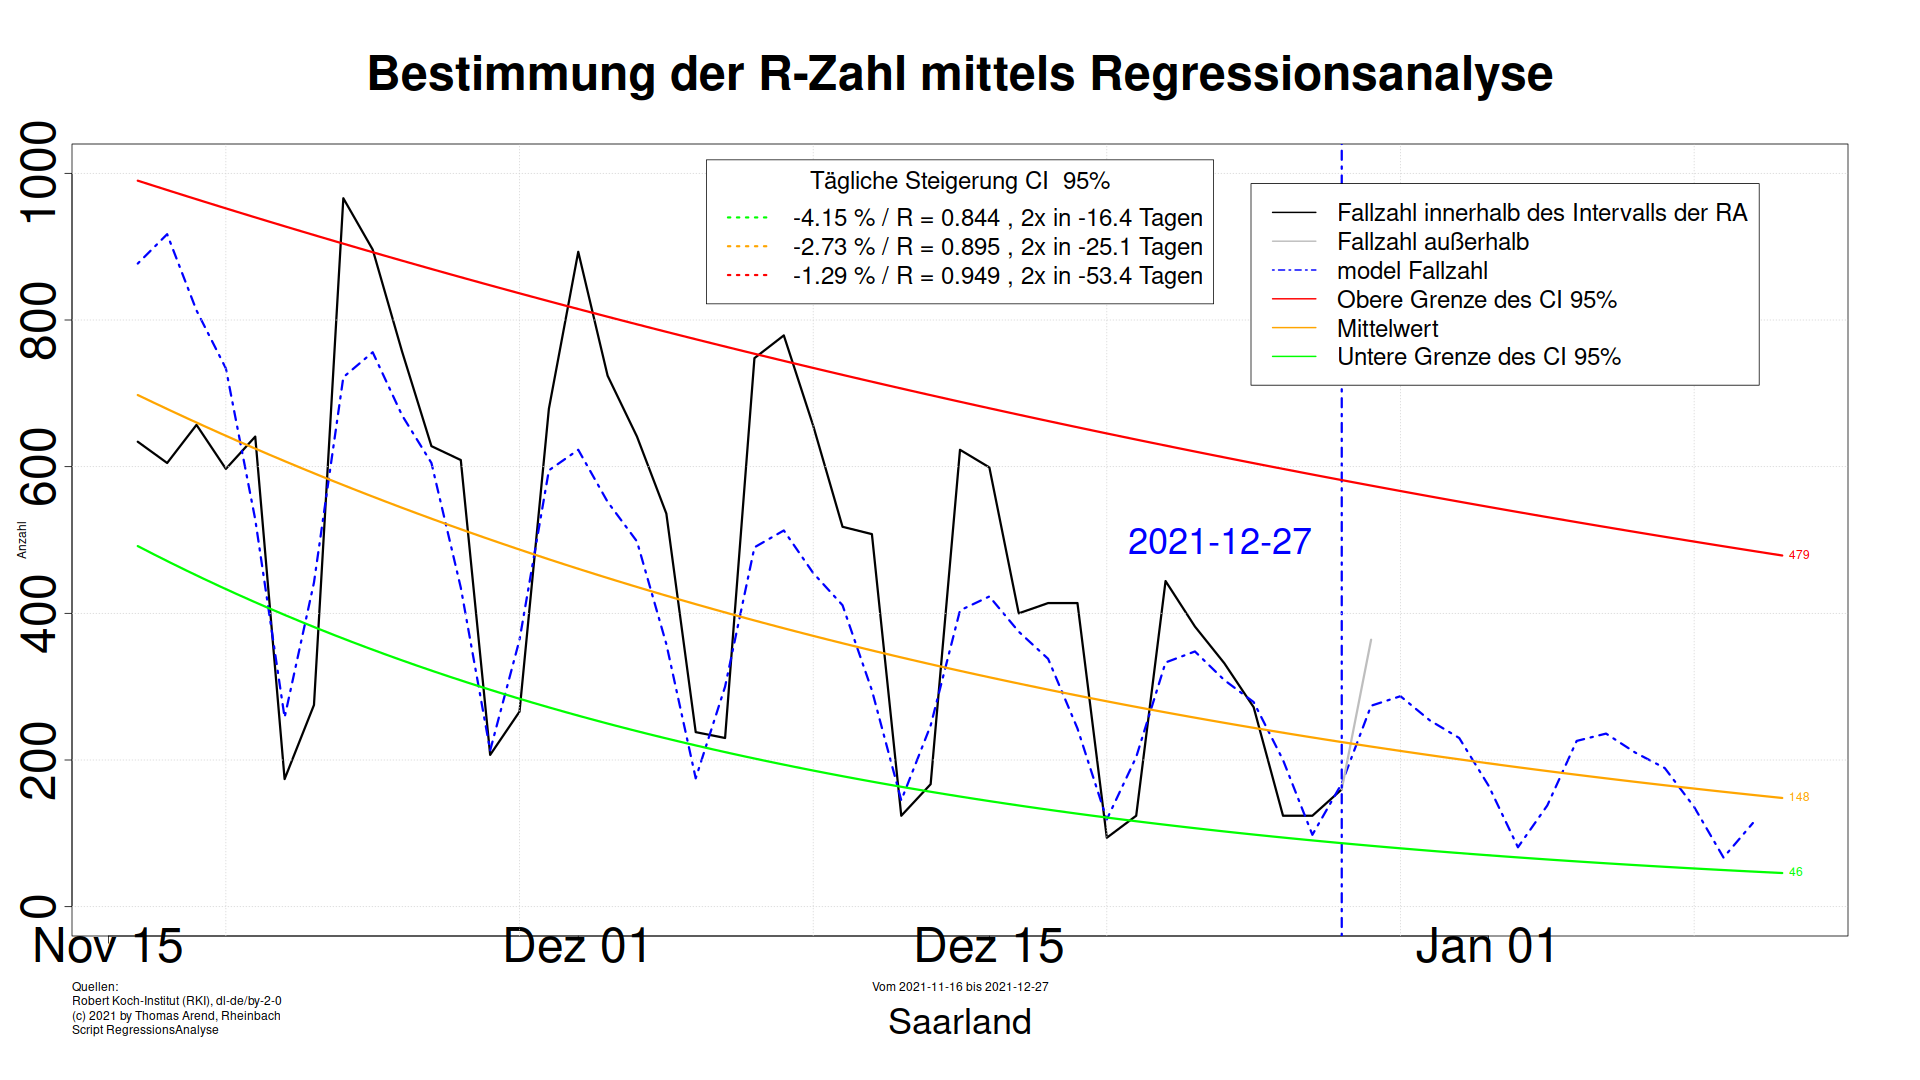 Bestimmung der R-Zahl mittels Regressionsanalyse
1000
800
600
400
200
0
Anzahl
Tägliche Steigerung CI 95%
-4.15 % / R = 0.844 , 2x in -16.4 Tagen
-2.73 % / R = 0.895 , 2x in -25.1 Tagen
-1.29 % / R = 0.949 , 2x in -53.4 Tagen
Fallzahl innerhalb des Intervalls der RA
Fallzahl außerhalb
model Fallzahl
Obere Grenze des CI 95%
Mittelwert
Untere Grenze des CI 95%
2021-12-27
479
148
46
Nov 15 Dez 01 Dez 15 Jan 01
Quellen:
Robert Koch-Institut (RKI), dl-de/by-2-0
(c) 2021 by Thomas Arend, Rheinbach
Script RegressionsAnalyse
Vom 2021-11-16 bis 2021-12-27
Saarland